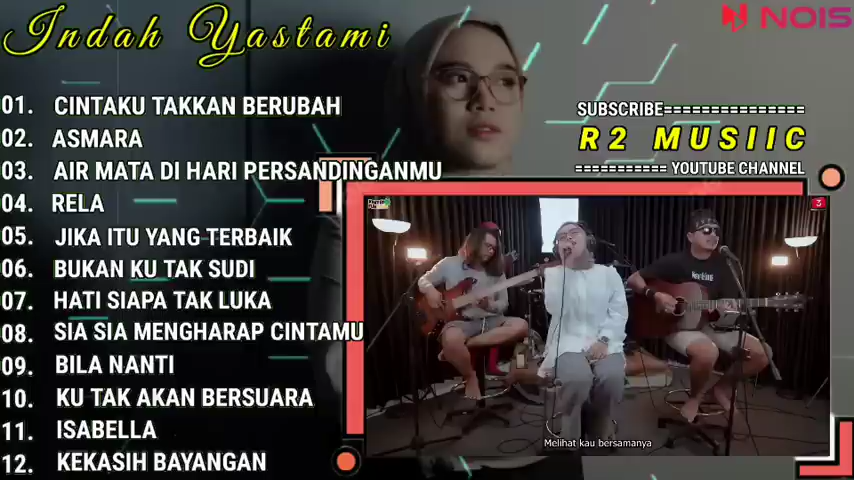 Indah Yastami
NOIS
01. CINTAKU TAKKAN BERUBAH
02. ASMARA
03. AIR MATA DI HARI PERSANDINGANMU
04. RELA
05. JIKA ITU YANG TERBAIK
06. BUKAN KU TAK SUDI
07. HATI SIAPA TAK LUKA
08. SIA SIA MENGHARAP CINTAMU
09. BILA NANTI
10. KU TAK AKAN BERSUARA
11. ISABELLA
12. KEKASIH BAYANGAN
SUBSCRIBE===============
R2 MUSIIC
=========== YOUTUBE CHANNEL
3
Melihat kau bersamanya